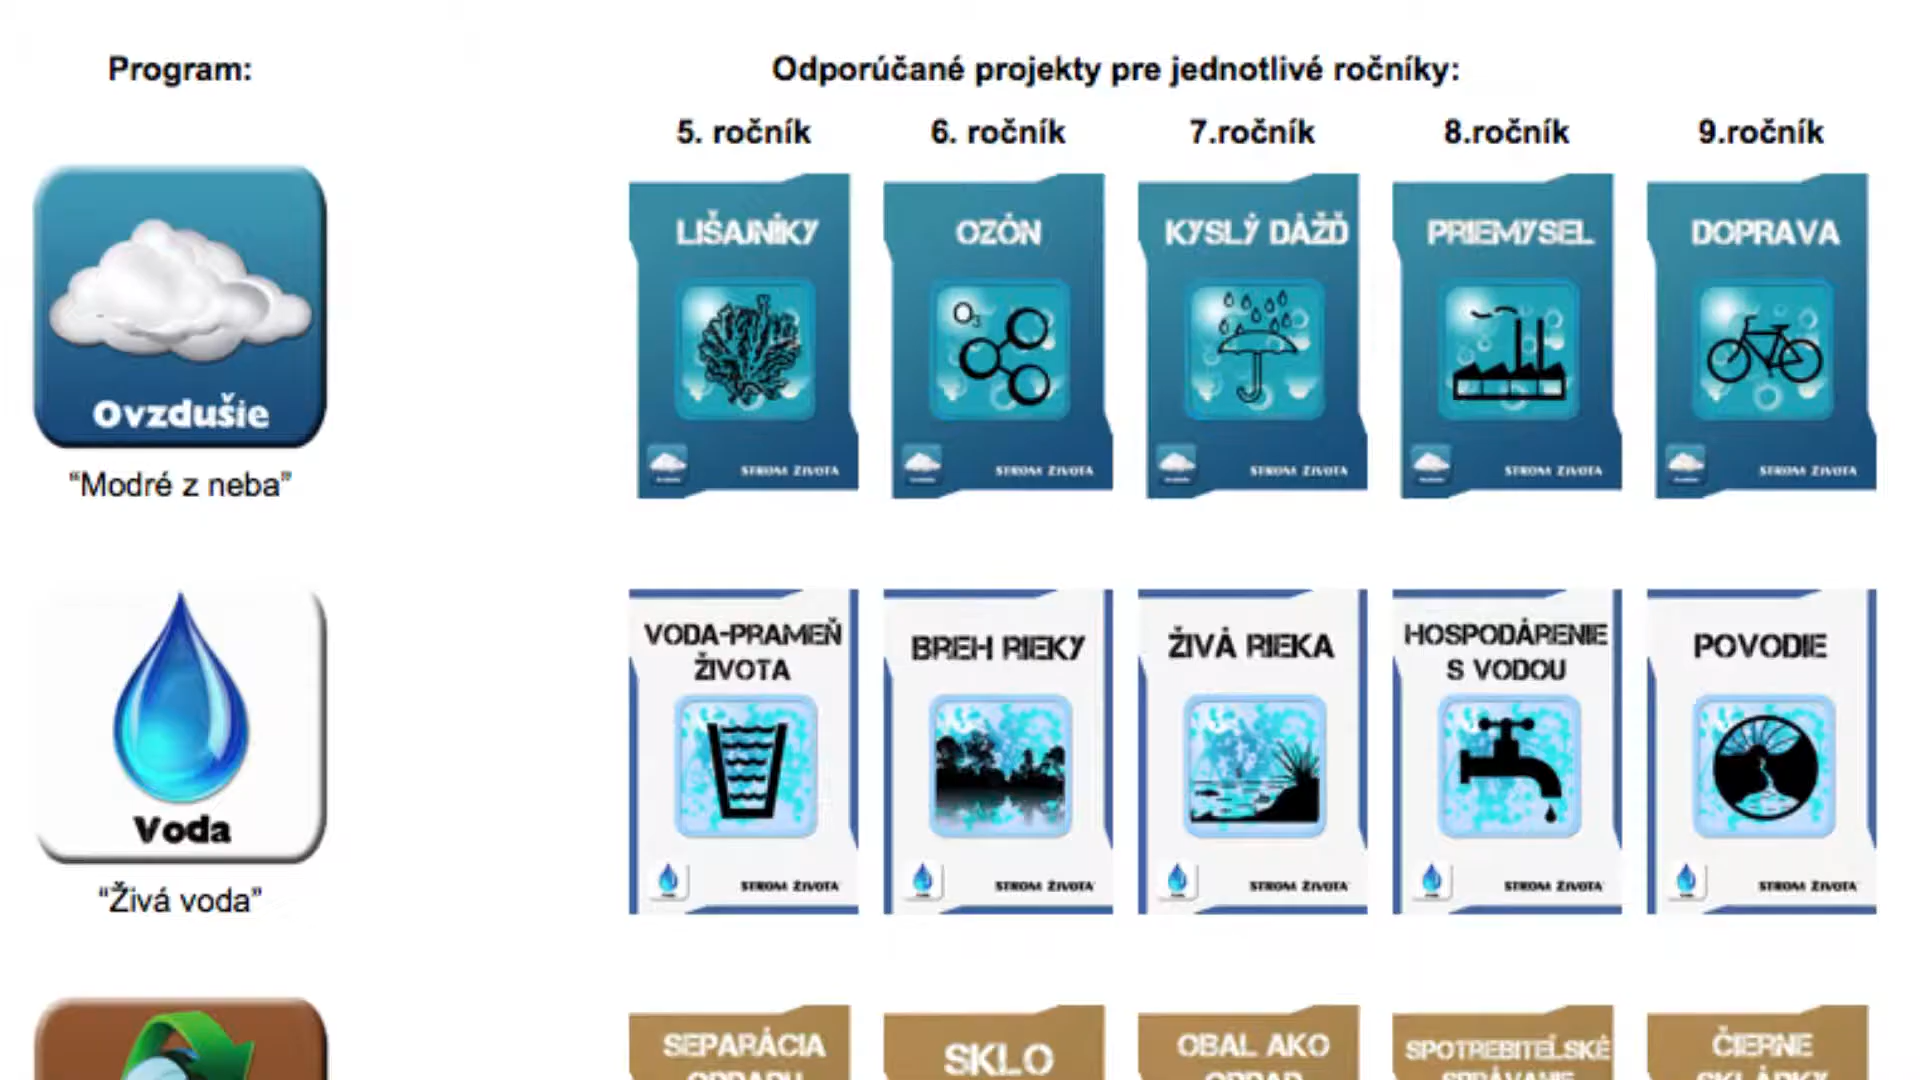 Program:
Odporúčané projekty pre jednotlivé ročníky:
5. ročník
6. ročník
7.ročník
8.ročník
9.ročník
Ovzdušie
“Modré z neba”
LIŠAJNÍKY
STROM ŽIVOTA
OZÓN
O3
STROM ŽIVOTA
KYSLÝ DÁŽĎ
STROM ŽIVOTA
PRIEMYSEL
STROM ŽIVOTA
DOPRAVA
STROM ŽIVOTA
Voda
“Živá voda”
VODA-PRAMEŇ
ŽIVOTA
STROM ŽIVOTA
BREH RIEKY
STROM ŽIVOTA
ŽIVÁ RIEKA
STROM ŽIVOTA
HOSPODÁRENIE
S VODOU
STROM ŽIVOTA
POVODIE
STROM ŽIVOTA
SEPARÁCIA
SKLO
OBAL AKO
SPOTREBITEĽSKÉ
ČIERNE